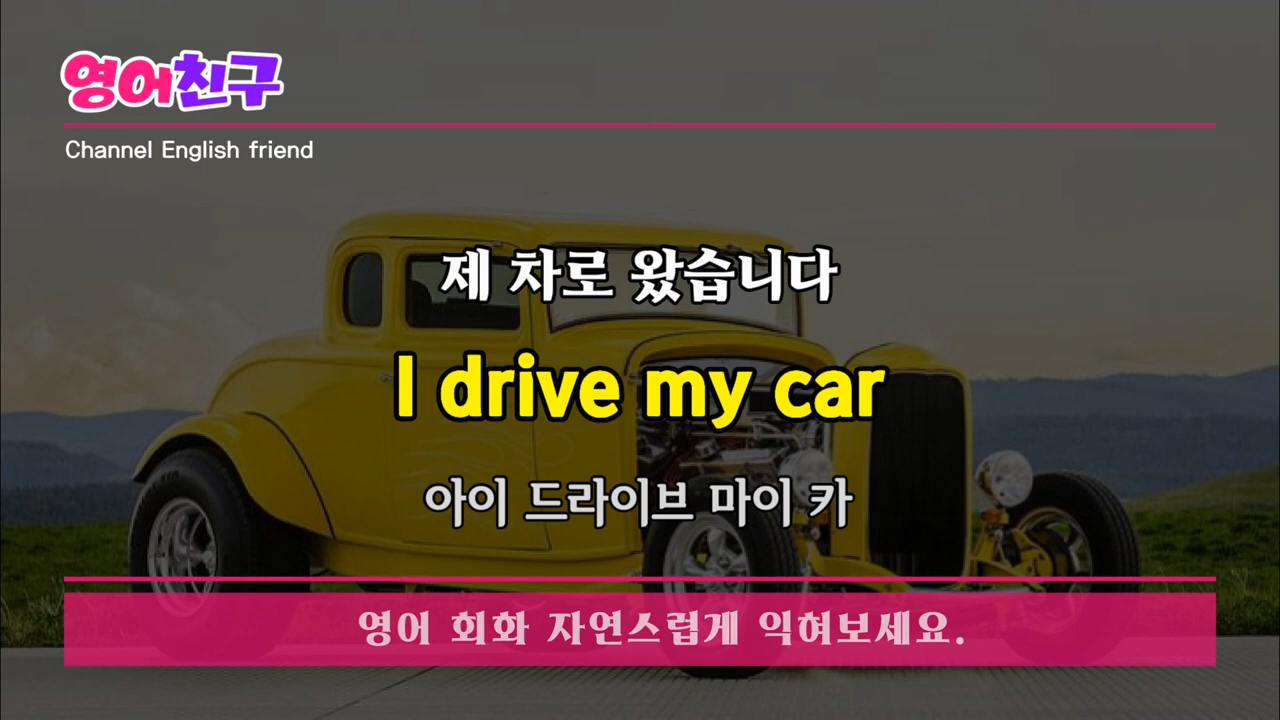 영어친구
Channel English friend
제 차로 왔습니다
I drive my car
아이 드라이브 마이 카
영어 회화 자연스럽게 익혀보세요.